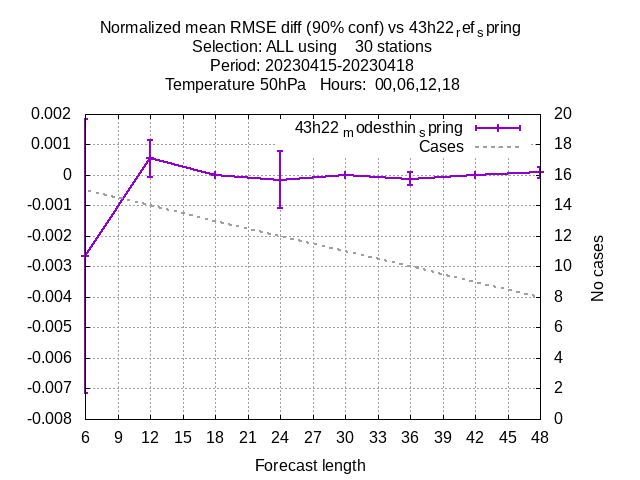 Normalized mean RMSE diff (90% conf) vs 43h22ref spring
Selection: ALL using    30 stations
Period: 20230415-20230418
Temperature 50hPa   Hours:  00,06,12,18
43h22modesthinspring
Cases
0.002
0.001
0
-0.001
-0.002
-0.003
-0.004
-0.005
-0.006
-0.007
-0.008
20
18
16
14
12
10
8
6
4
2
0
No cases
6 9 12 15 18 21 24 27 30 33 36 39 42 45 48
Forecast length